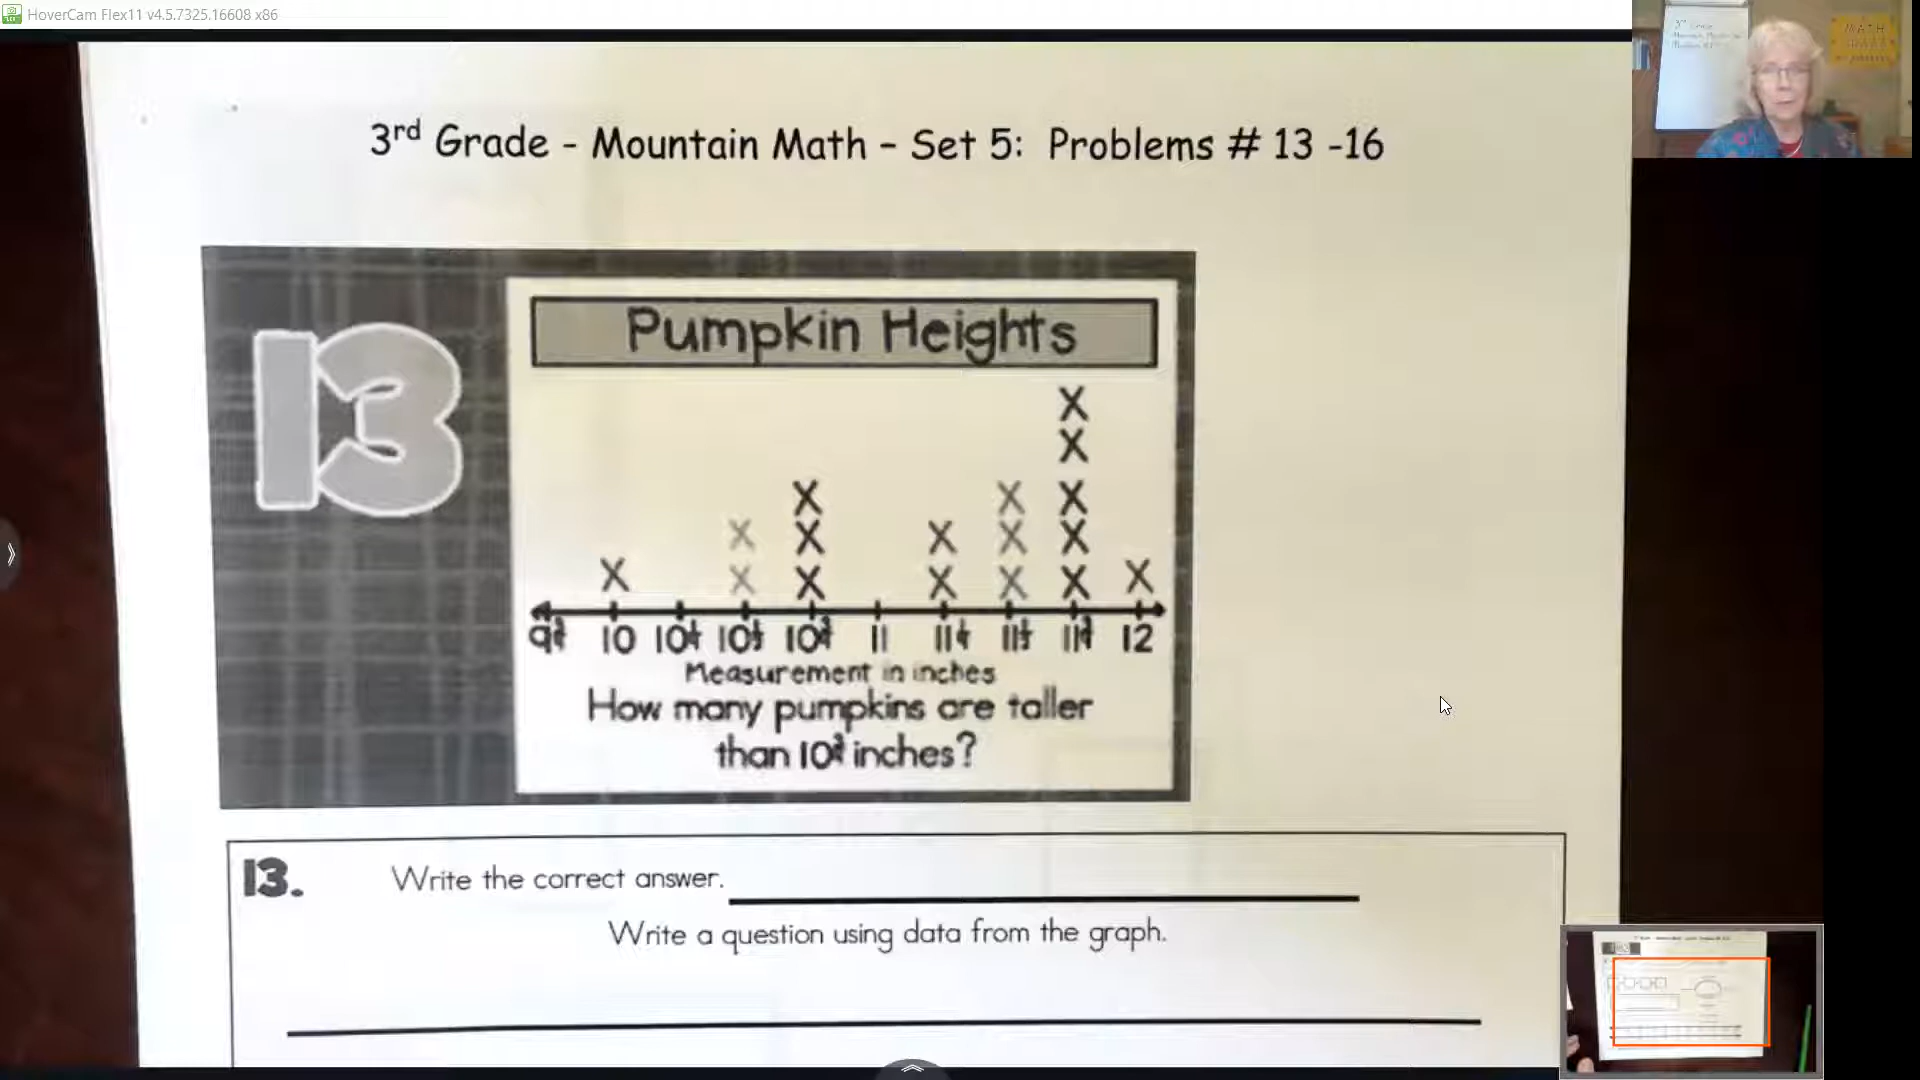 HoverCam Flex11 v4.5.7325.16608 x86
3rd Grade - Mountain Math - Set 5: Problems # 13 -16
13
Pumpkin Heights
X
X
X X X
X X X X X
X X X X X X X
9¾ 10 10¼ 10½ 10¾ 11 11¼ 11½ 11¾ 12
Measurement in inches
How many pumpkins are taller
than 10¾ inches?
13. Write the correct answer.
Write a question using data from the graph.
MATH